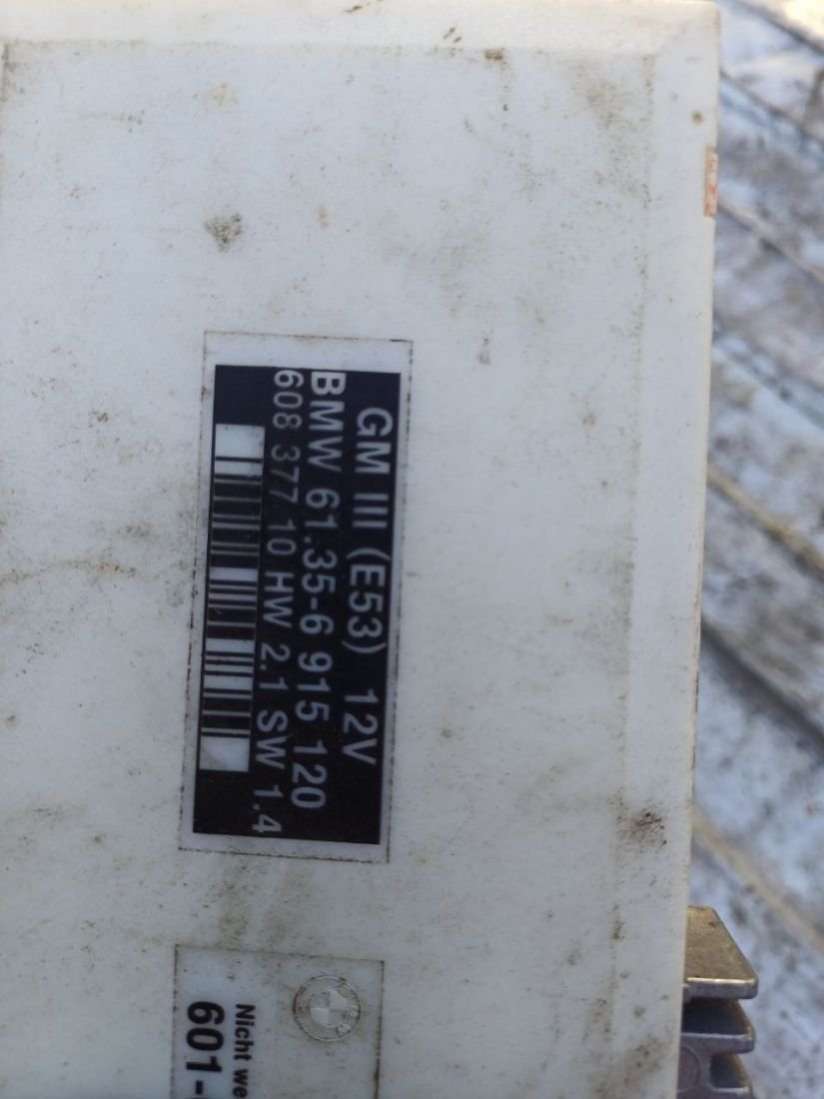 GM III (E53) 12V
BMW 61.35-6 915 120
608 377 10 HW 2.1 SW 1.4
Nicht
601-